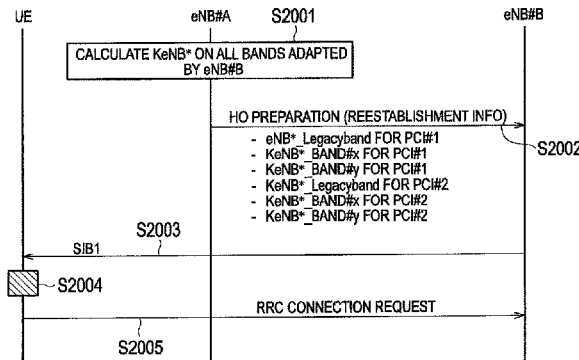 UE
eNB#A
S2001
eNB#B
CALCULATE KeNB* ON ALL BANDS ADAPTED
BY eNB#B
HO PREPARATION (REESTABLISHMENT INFO)
- eNB*_Legacyband FOR PCI#1
- KeNB*_BAND#x FOR PCI#1
- KeNB*_BAND#y FOR PCI#1
- KeNB*_Legacyband FOR PCI#2
- KeNB*_BAND#x FOR PCI#2
- KeNB*_BAND#y FOR PCI#2
S2002
S2003
SIB1
S2004
RRC CONNECTION REQUEST
S2005